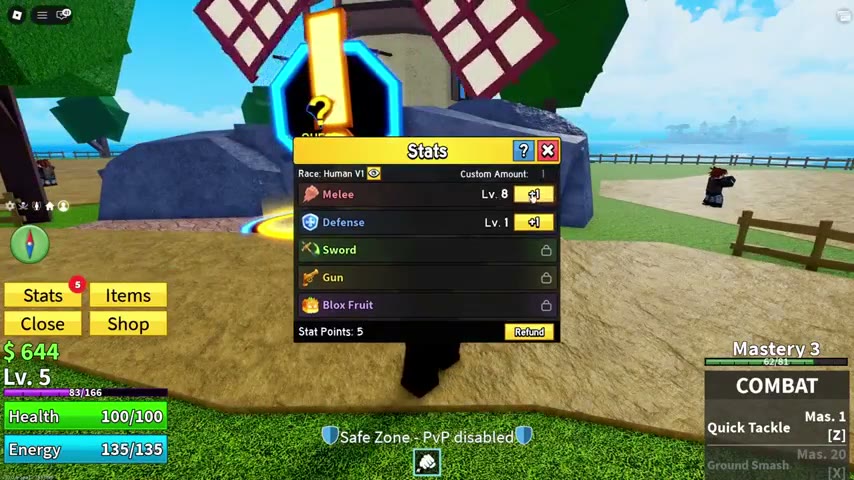 Stats
?
Race: Human V1
Custom Amount: 1
Melee Lv. 8 +1
Defense Lv. 1 +1
Sword
Gun
Blox Fruit
Stat Points: 5 Refund
Stats 5 Items
Close Shop
$ 644
Lv. 5
83/166
Health 100/100
Energy 135/135
Safe Zone - PvP disabled
Mastery 3
62/81
COMBAT
Mas. 1
Quick Tackle [Z]
Mas. 20
Ground Smash [X]